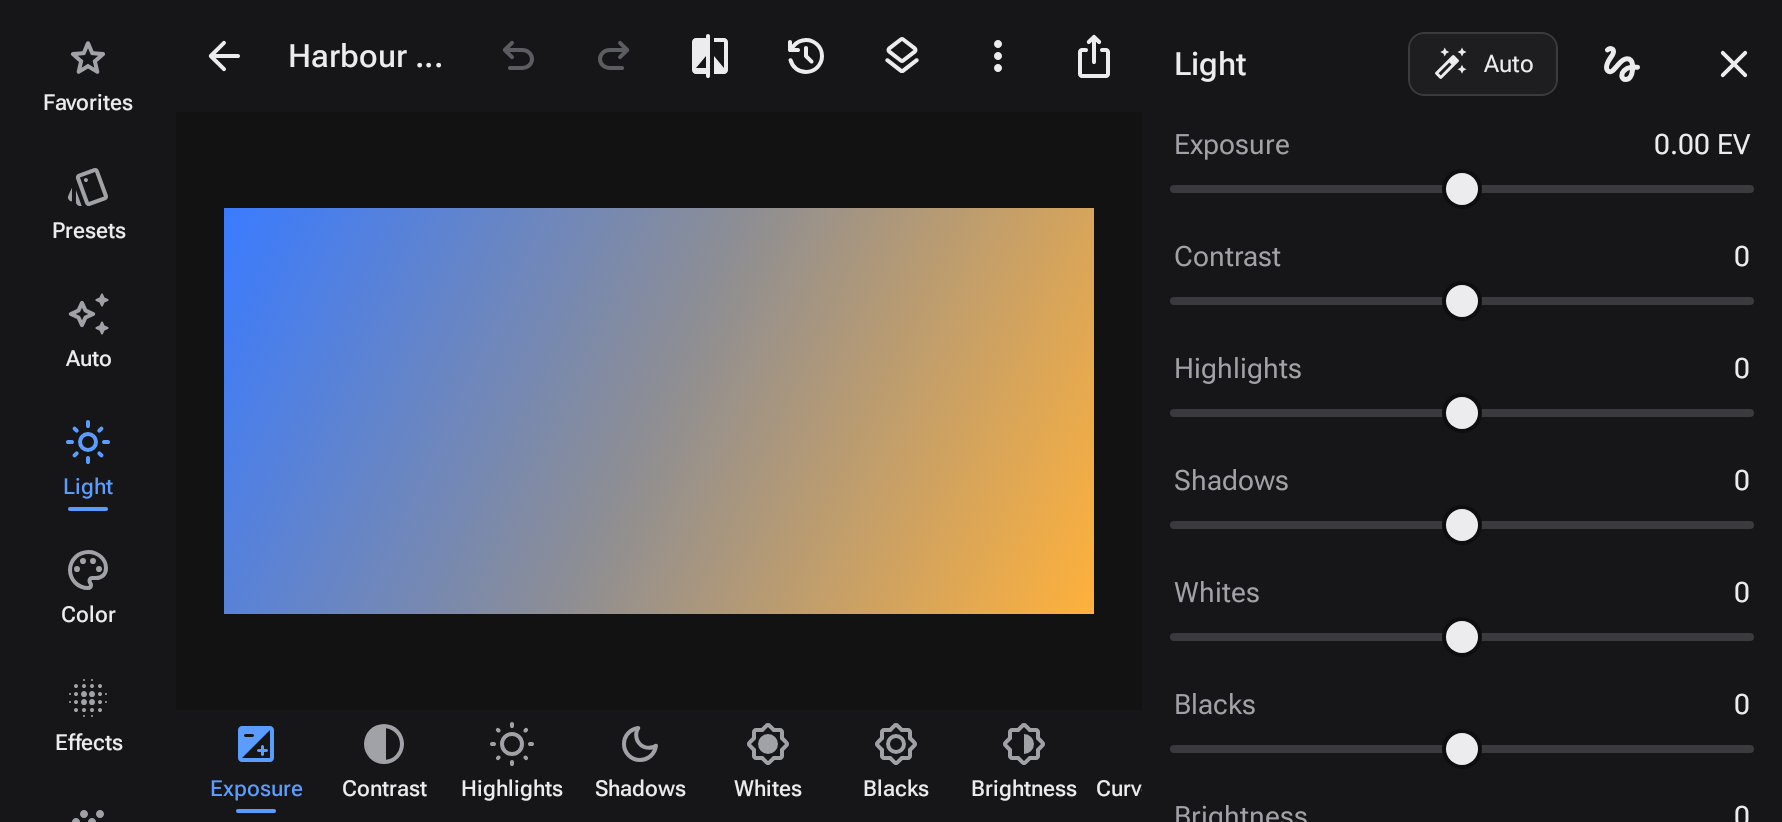 Favorites
Presets
Auto
Light
Color
Effects
Harbour ...
Light
Auto
Exposure
0.00 EV
Contrast
0
Highlights
0
Shadows
0
Whites
0
Blacks
0
Brightness
0
Exposure
Contrast
Highlights
Shadows
Whites
Blacks
Brightness
Curv